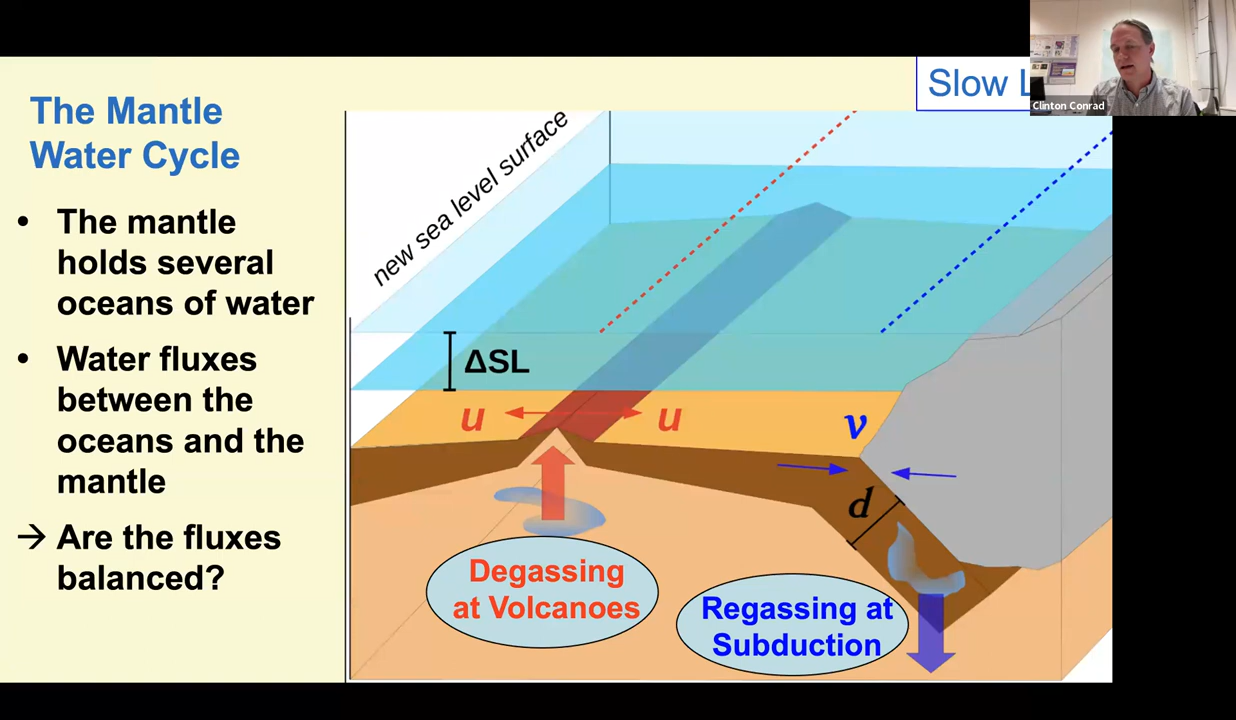 The Mantle
Water Cycle
• The mantle
holds several
oceans of water
• Water fluxes
between the
oceans and the
mantle
→ Are the fluxes
balanced?
Slow L
Clinton Conrad
new sea level surface
ΔSL
u
u
v
d
Degassing
at Volcanoes
Regassing at
Subduction